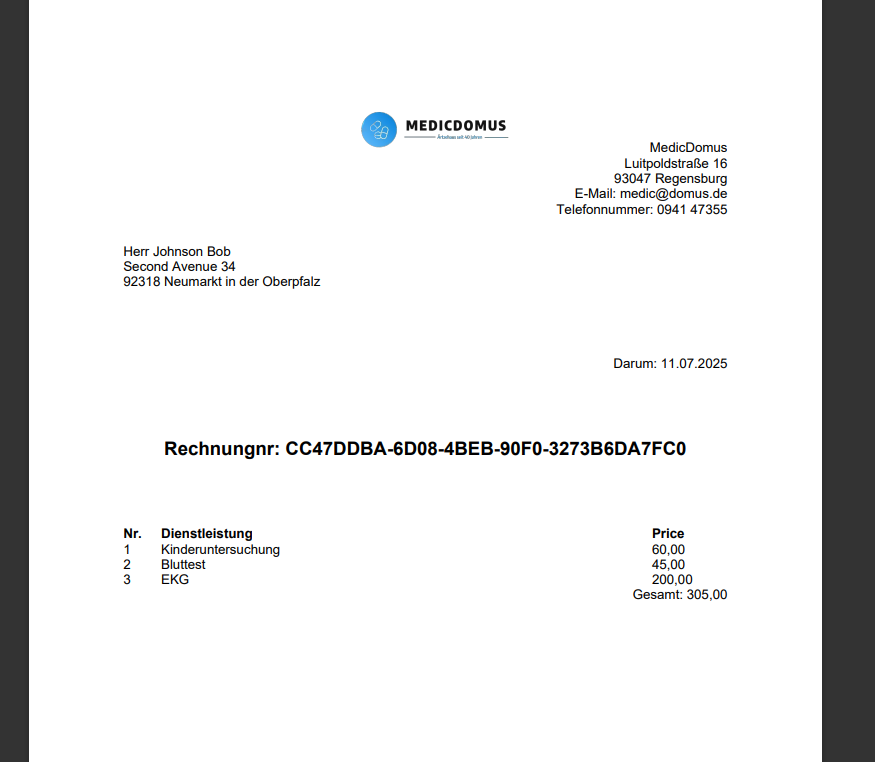 MEDICDOMUS
Ärztehaus seit 40 Jahren
MedicDomus
Luitpoldstraße 16
93047 Regensburg
E-Mail: medic@domus.de
Telefonnummer: 0941 47355
Herr Johnson Bob
Second Avenue 34
92318 Neumarkt in der Oberpfalz
Darum: 11.07.2025
Rechnungnr: CC47DDBA-6D08-4BEB-90F0-3273B6DA7FC0
Nr. Dienstleistung Price
1 Kinderuntersuchung 60,00
2 Bluttest 45,00
3 EKG 200,00
Gesamt: 305,00